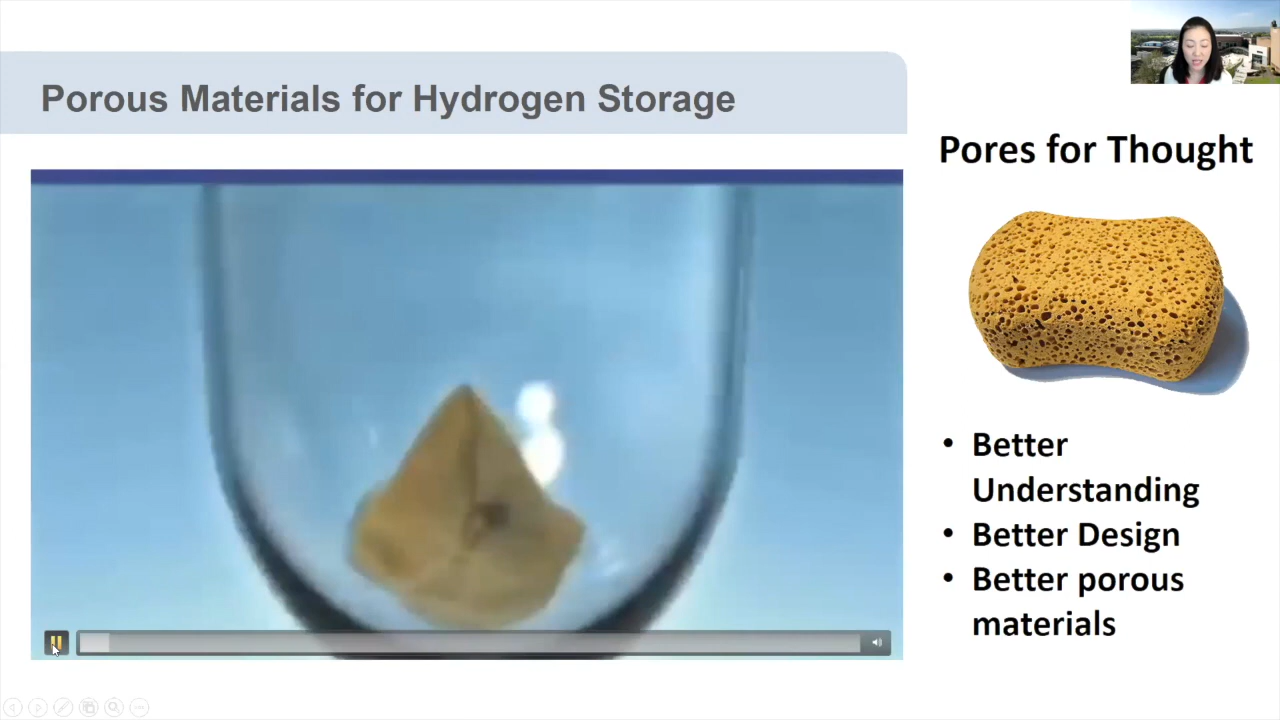 Porous Materials for Hydrogen Storage
Pores for Thought
• Better
Understanding
• Better Design
• Better porous
materials